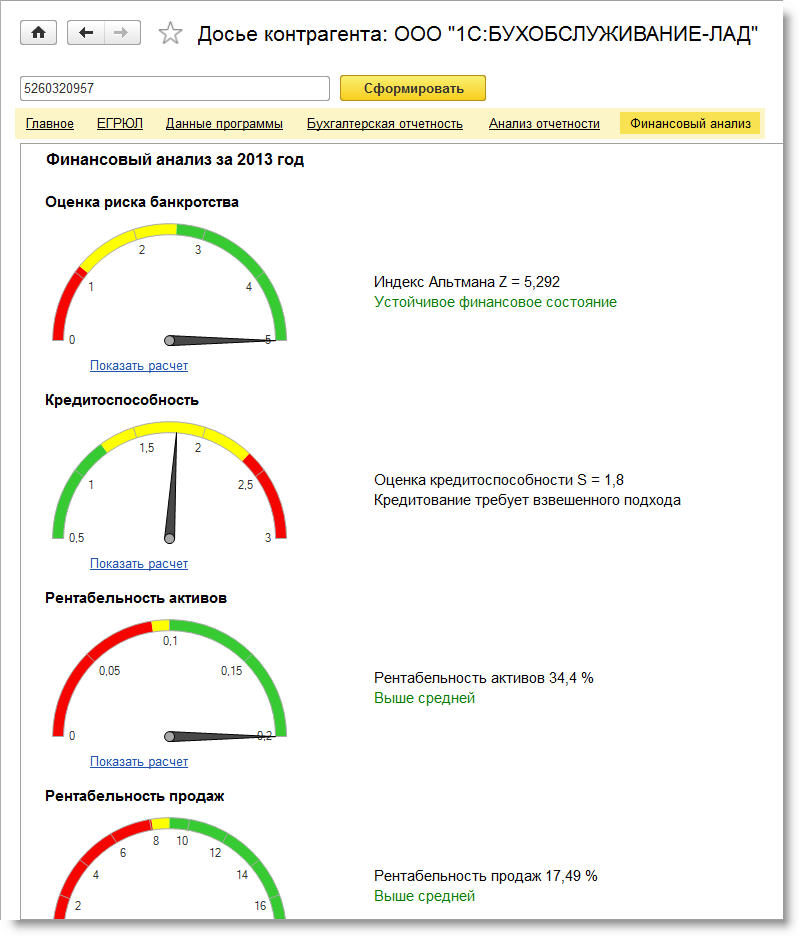 Досье контрагента: ООО "1С:БУХОБСЛУЖИВАНИЕ-ЛАД"
5260320957 Сформировать
Главное ЕГРЮЛ Данные программы Бухгалтерская отчетность Анализ отчетности Финансовый анализ
Финансовый анализ за 2013 год
Оценка риска банкротства
2 3
1 4
0 5
Индекс Альтмана Z = 5,292
Устойчивое финансовое состояние
Показать расчет
Кредитоспособность
1,5 2
1 2,5
0,5 3
Оценка кредитоспособности S = 1,8
Кредитование требует взвешенного подхода
Показать расчет
Рентабельность активов
0,1
0,05 0,15
0 0,2
Рентабельность активов 34,4 %
Выше средней
Показать расчет
Рентабельность продаж
8 10
6 12
4 14
2 16
Рентабельность продаж 17,49 %
Выше средней